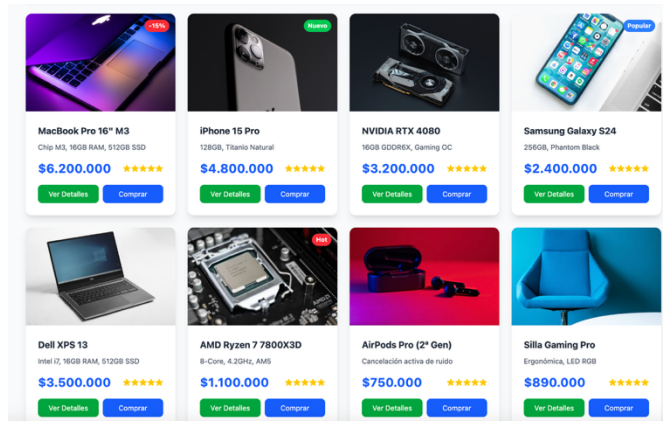 -15%
Nuevo
Popular
MacBook Pro 16" M3
Chip M3, 16GB RAM, 512GB SSD
$6.200.000
Ver Detalles
Comprar
iPhone 15 Pro
128GB, Titanio Natural
$4.800.000
Ver Detalles
Comprar
NVIDIA RTX 4080
16GB GDDR6X, Gaming OC
$3.200.000
Ver Detalles
Comprar
Samsung Galaxy S24
256GB, Phantom Black
$2.400.000
Ver Detalles
Comprar
Hot
Dell XPS 13
Intel i7, 16GB RAM, 512GB SSD
$3.500.000
Ver Detalles
Comprar
AMD Ryzen 7 7800X3D
8-Core, 4.2GHz, AM5
$1.100.000
Ver Detalles
Comprar
AirPods Pro (2ª Gen)
Cancelación activa de ruido
$750.000
Ver Detalles
Comprar
Silla Gaming Pro
Ergonómica, LED RGB
$890.000
Ver Detalles
Comprar